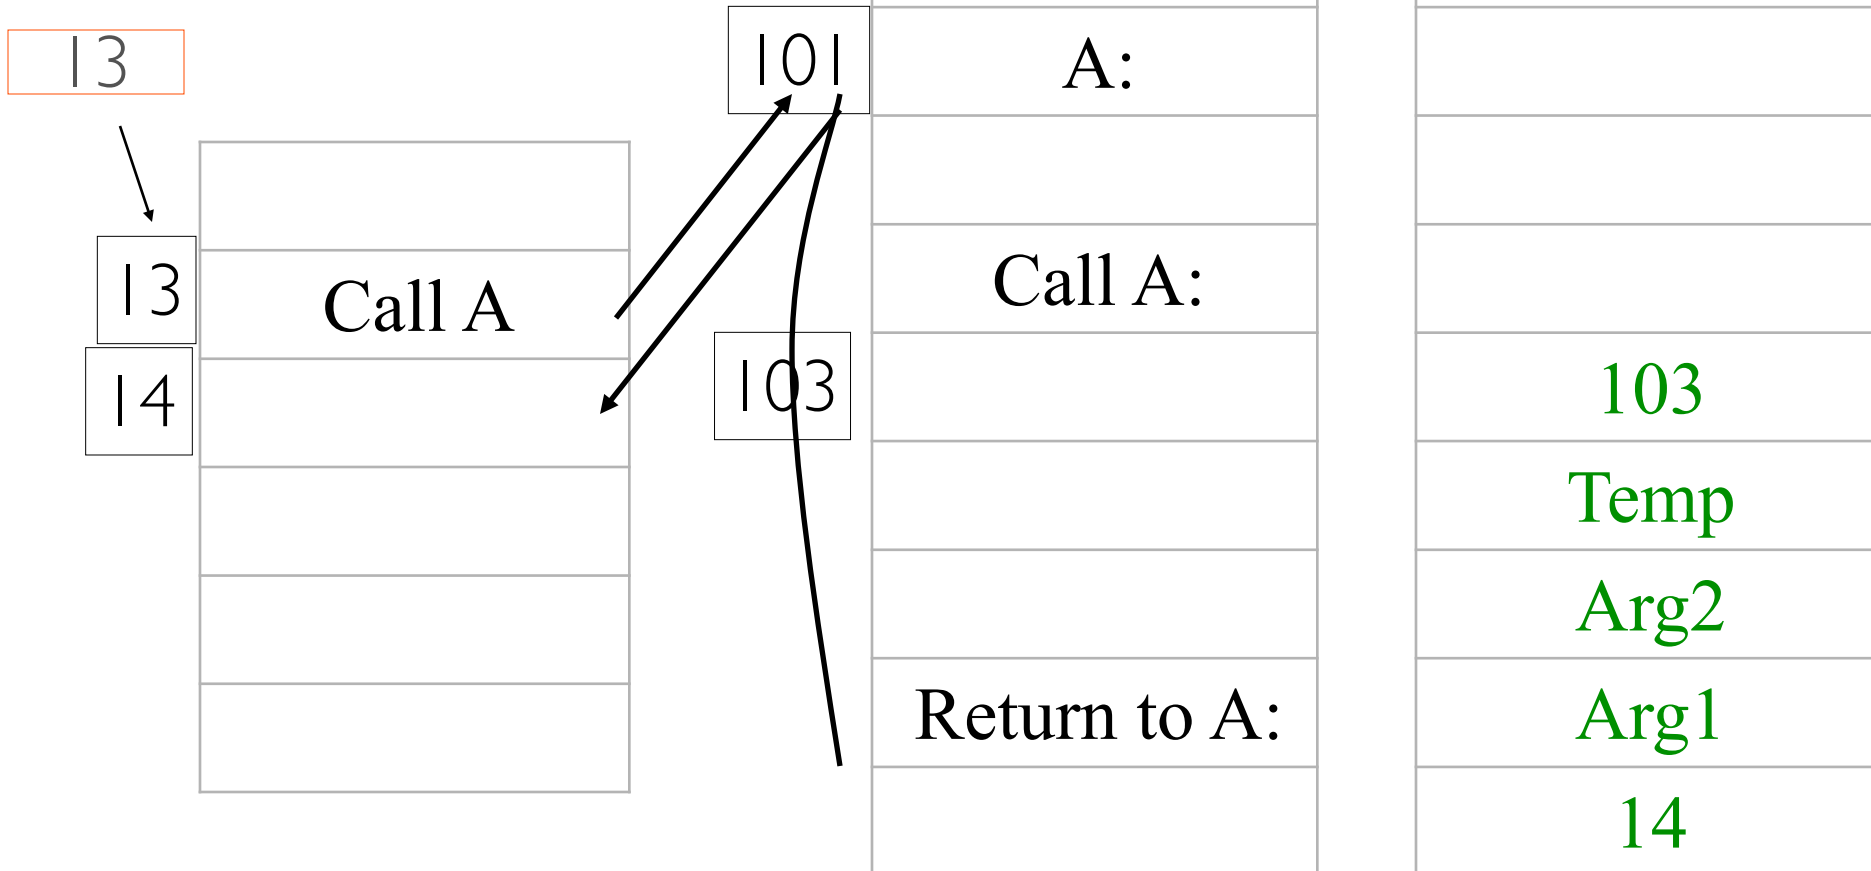 13
13
Call A
14
101
A:
Call A:
103
Return to A:
103
Temp
Arg2
Arg1
14